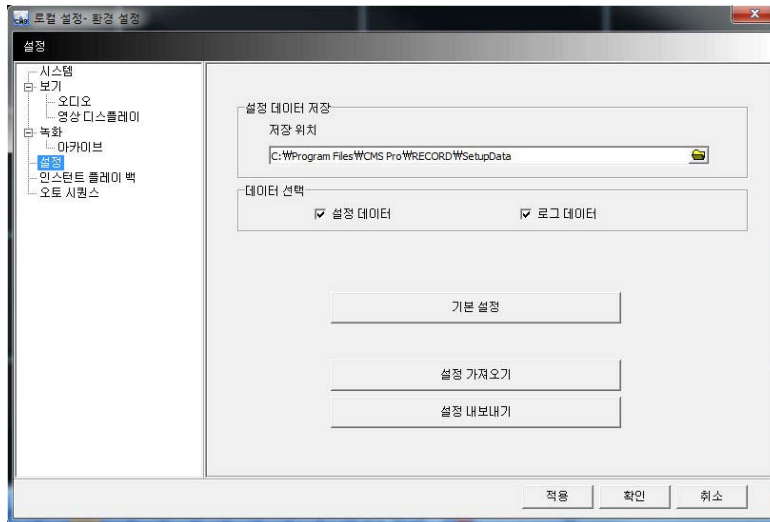 로컬 설정- 환경 설정
설정
시스템
보기
오디오
영상 디스플레이
녹화
아카이브
설정
인스턴트 플레이 백
오토 시퀀스
설정 데이터 저장
저장 위치
C:₩Program Files₩CMS Pro₩RECORD₩SetupData
데이터 선택
설정 데이터
로그 데이터
기본 설정
설정 가져오기
설정 내보내기
적용
확인
취소